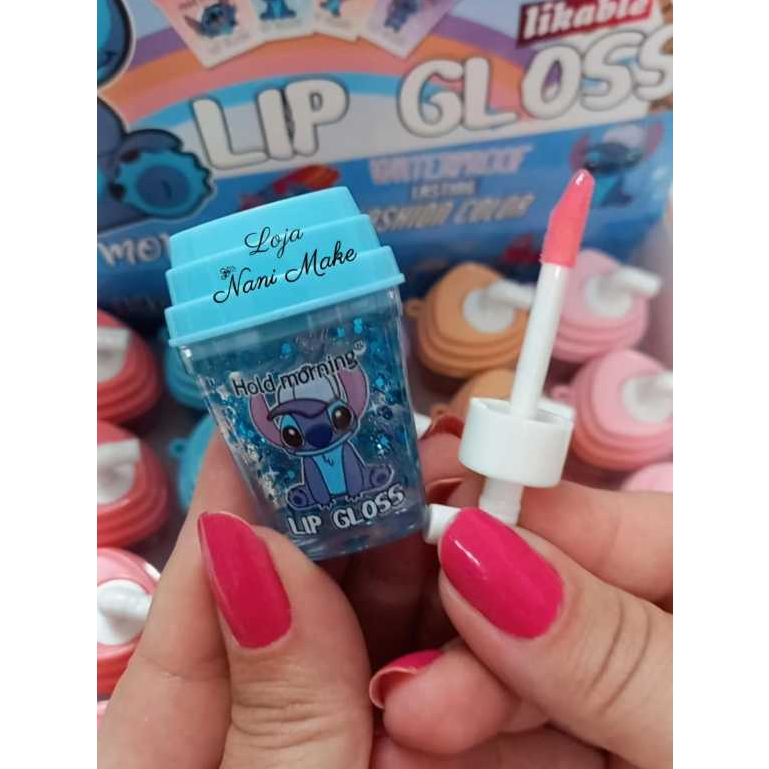 likable
LIP GLOSS
WATERPROOF
LASTING
FASHION COLOR
Loja
Nani Make
Hold morning
LIP GLOSS